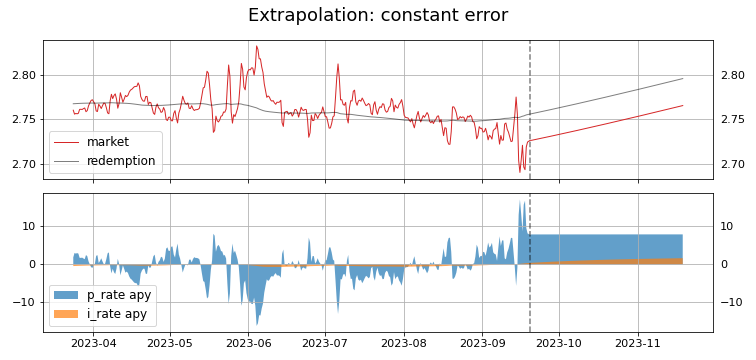 Extrapolation: constant error
2.80
2.80
2.75
2.75
2.70
2.70
market
redemption
10
10
0
0
−10
−10
p_rate apy
i_rate apy
2023-04 2023-05 2023-06 2023-07 2023-08 2023-09 2023-10 2023-11